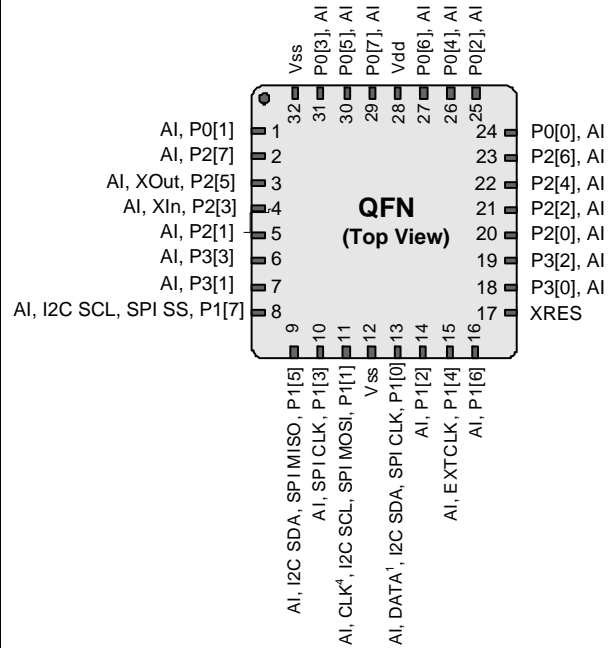 Vss
P0[3], AI
P0[5], AI
P0[7], AI
Vdd
P0[6], AI
P0[4], AI
P0[2], AI
32
31
30
29
28
27
26
25
AI, P0[1]
1
AI, P2[7]
2
AI, XOut, P2[5]
3
AI, XIn, P2[3]
4
AI, P2[1]
5
AI, P3[3]
6
AI, P3[1]
7
AI, I2C SCL, SPI SS, P1[7]
8
QFN
(Top View)
24
P0[0], AI
23
P2[6], AI
22
P2[4], AI
21
P2[2], AI
20
P2[0], AI
19
P3[2], AI
18
P3[0], AI
17
XRES
9
10
11
12
13
14
15
16
AI, I2C SDA, SPI MISO, P1[5]
AI, SPI CLK, P1[3]
AI, CLK⁴, I2C SCL, SPI MOSI, P1[1]
Vss
AI, DATA¹, I2C SDA, SPI CLK, P1[0]
AI, P1[2]
AI, EXTCLK, P1[4]
AI, P1[6]